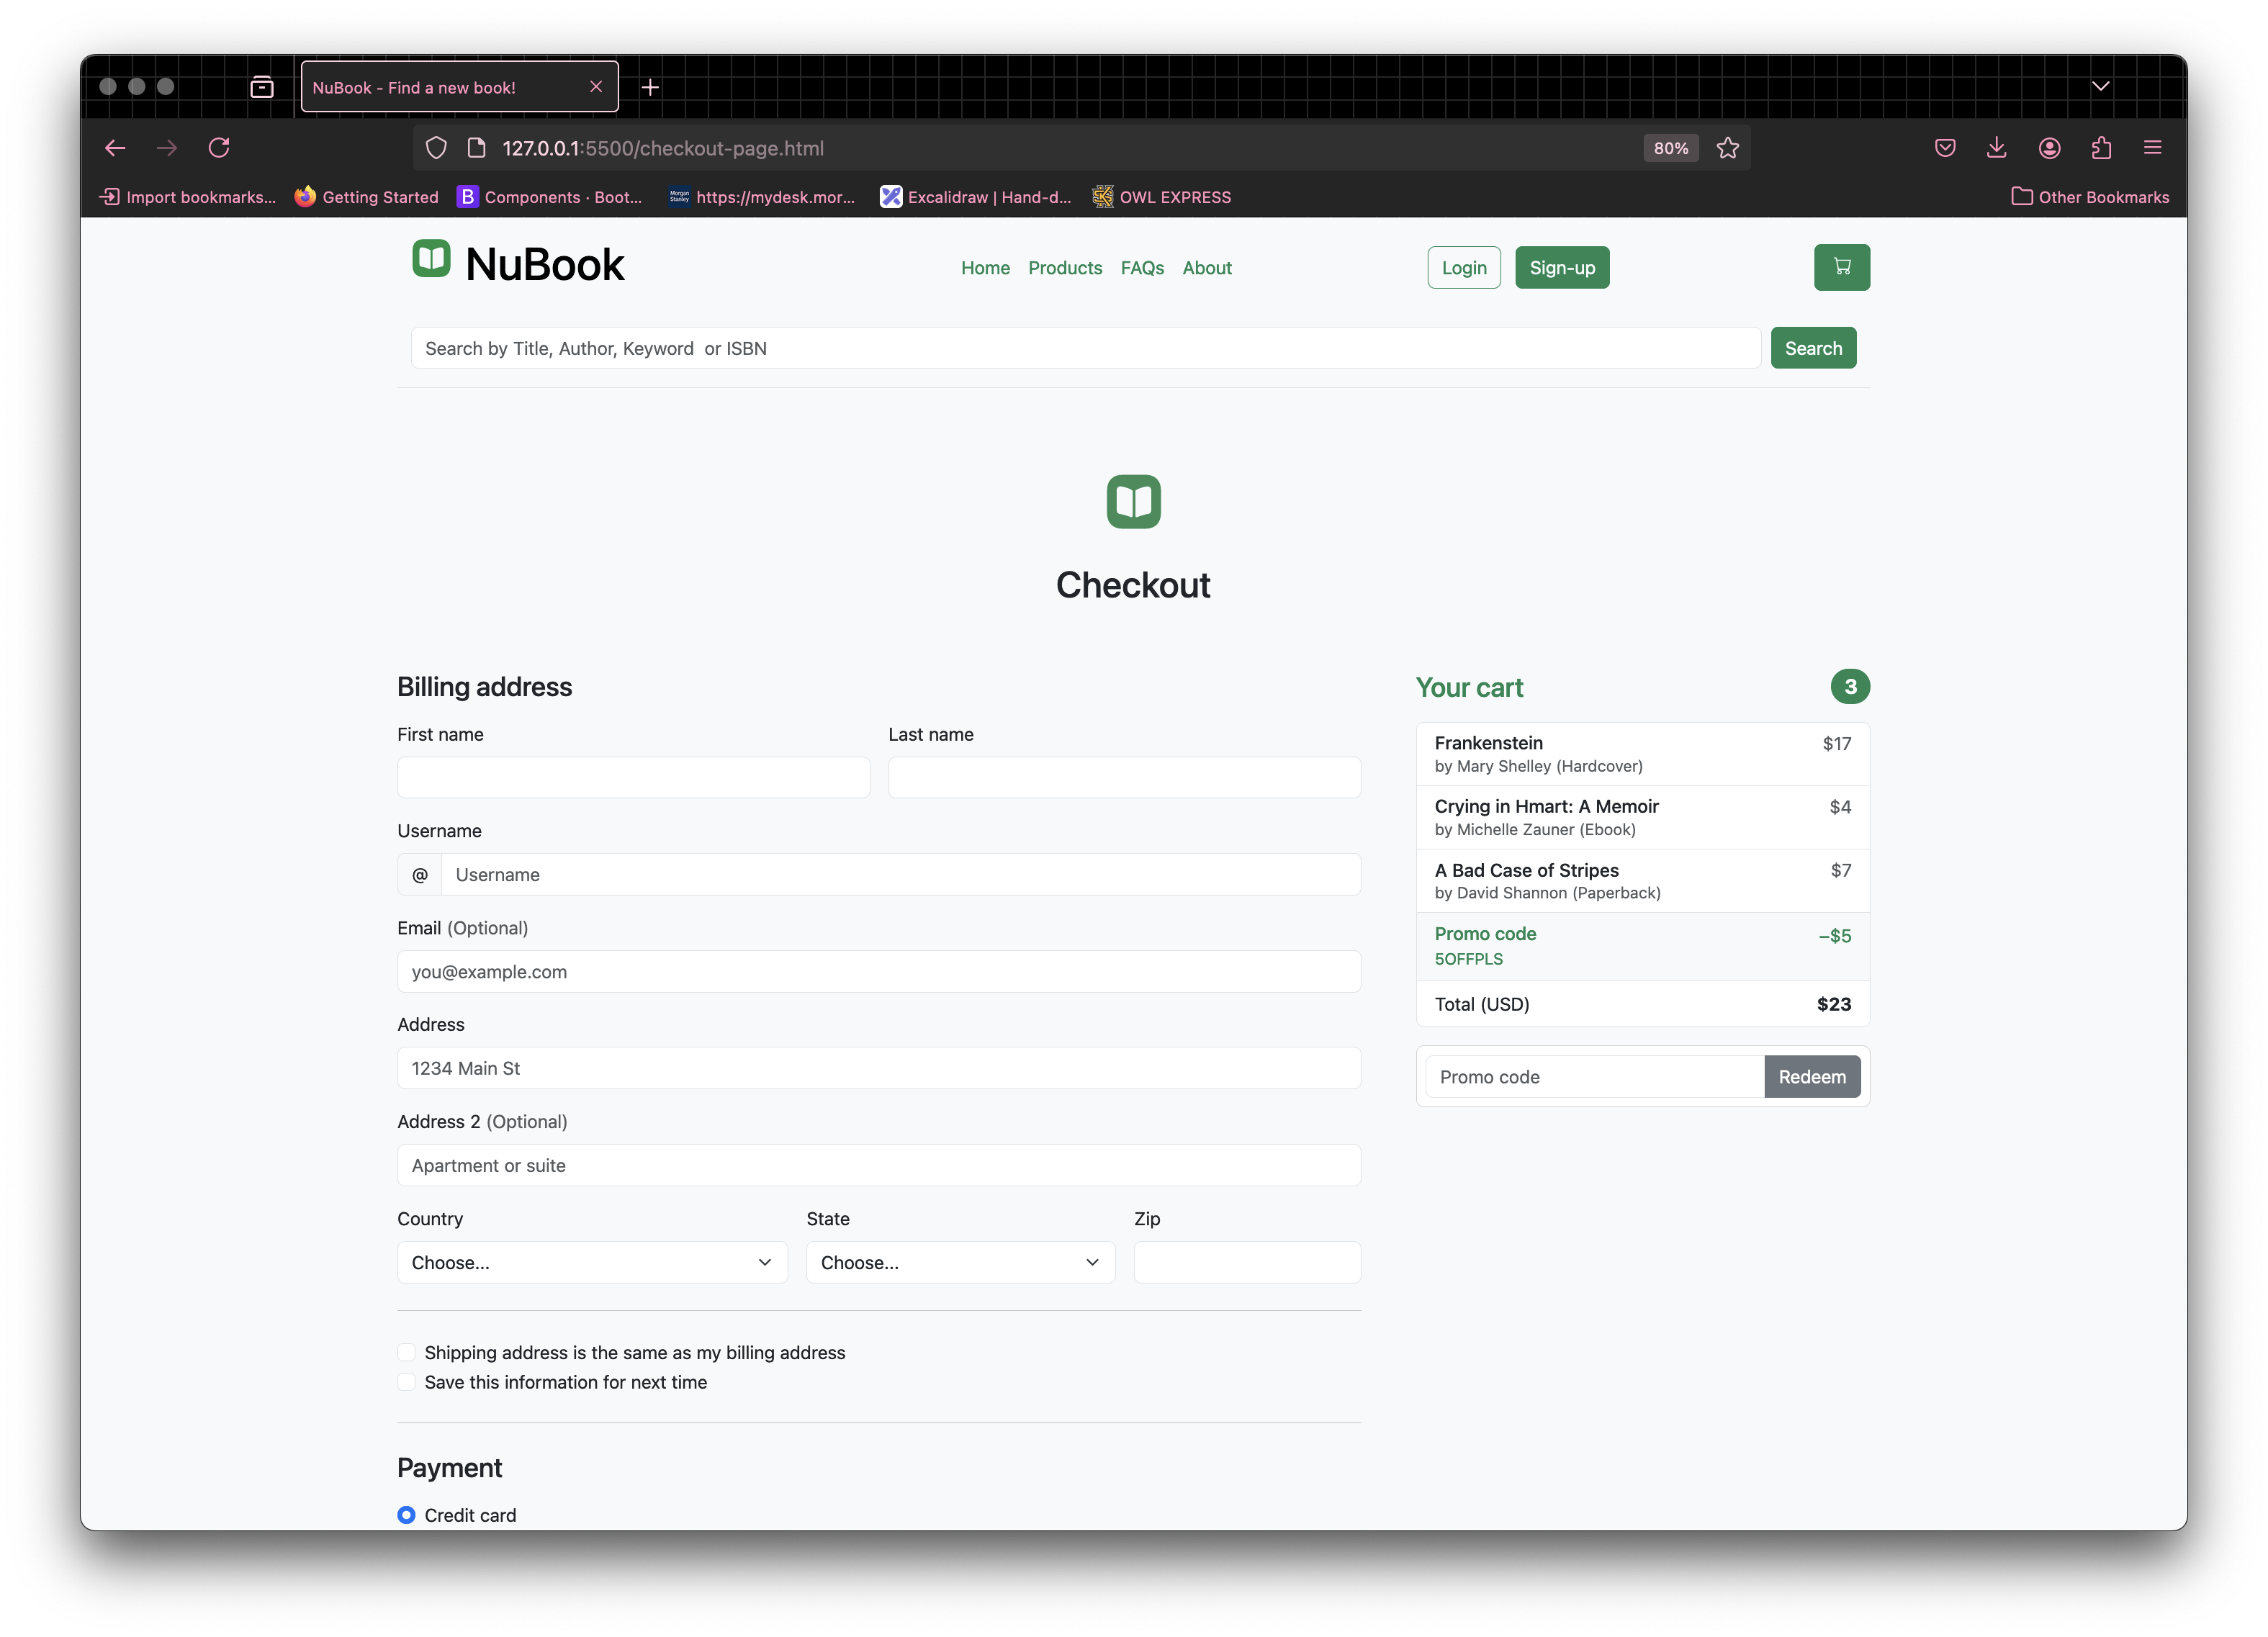 NuBook - Find a new book!
127.0.0.1:5500/checkout-page.html
80%
Import bookmarks...
Getting Started
B
Components · Boot...
Morgan Stanley
https://mydesk.mor...
Excalidraw | Hand-d...
OWL EXPRESS
Other Bookmarks
NuBook
Home
Products
FAQs
About
Login
Sign-up
Search by Title, Author, Keyword  or ISBN
Search
Checkout
Billing address
First name
Last name
Username
@
Username
Email (Optional)
you@example.com
Address
1234 Main St
Address 2 (Optional)
Apartment or suite
Country
State
Zip
Choose...
Choose...
Shipping address is the same as my billing address
Save this information for next time
Payment
Credit card
Your cart
3
Frankenstein
$17
by Mary Shelley (Hardcover)
Crying in Hmart: A Memoir
$4
by Michelle Zauner (Ebook)
A Bad Case of Stripes
$7
by David Shannon (Paperback)
Promo code
−$5
5OFFPLS
Total (USD)
$23
Promo code
Redeem